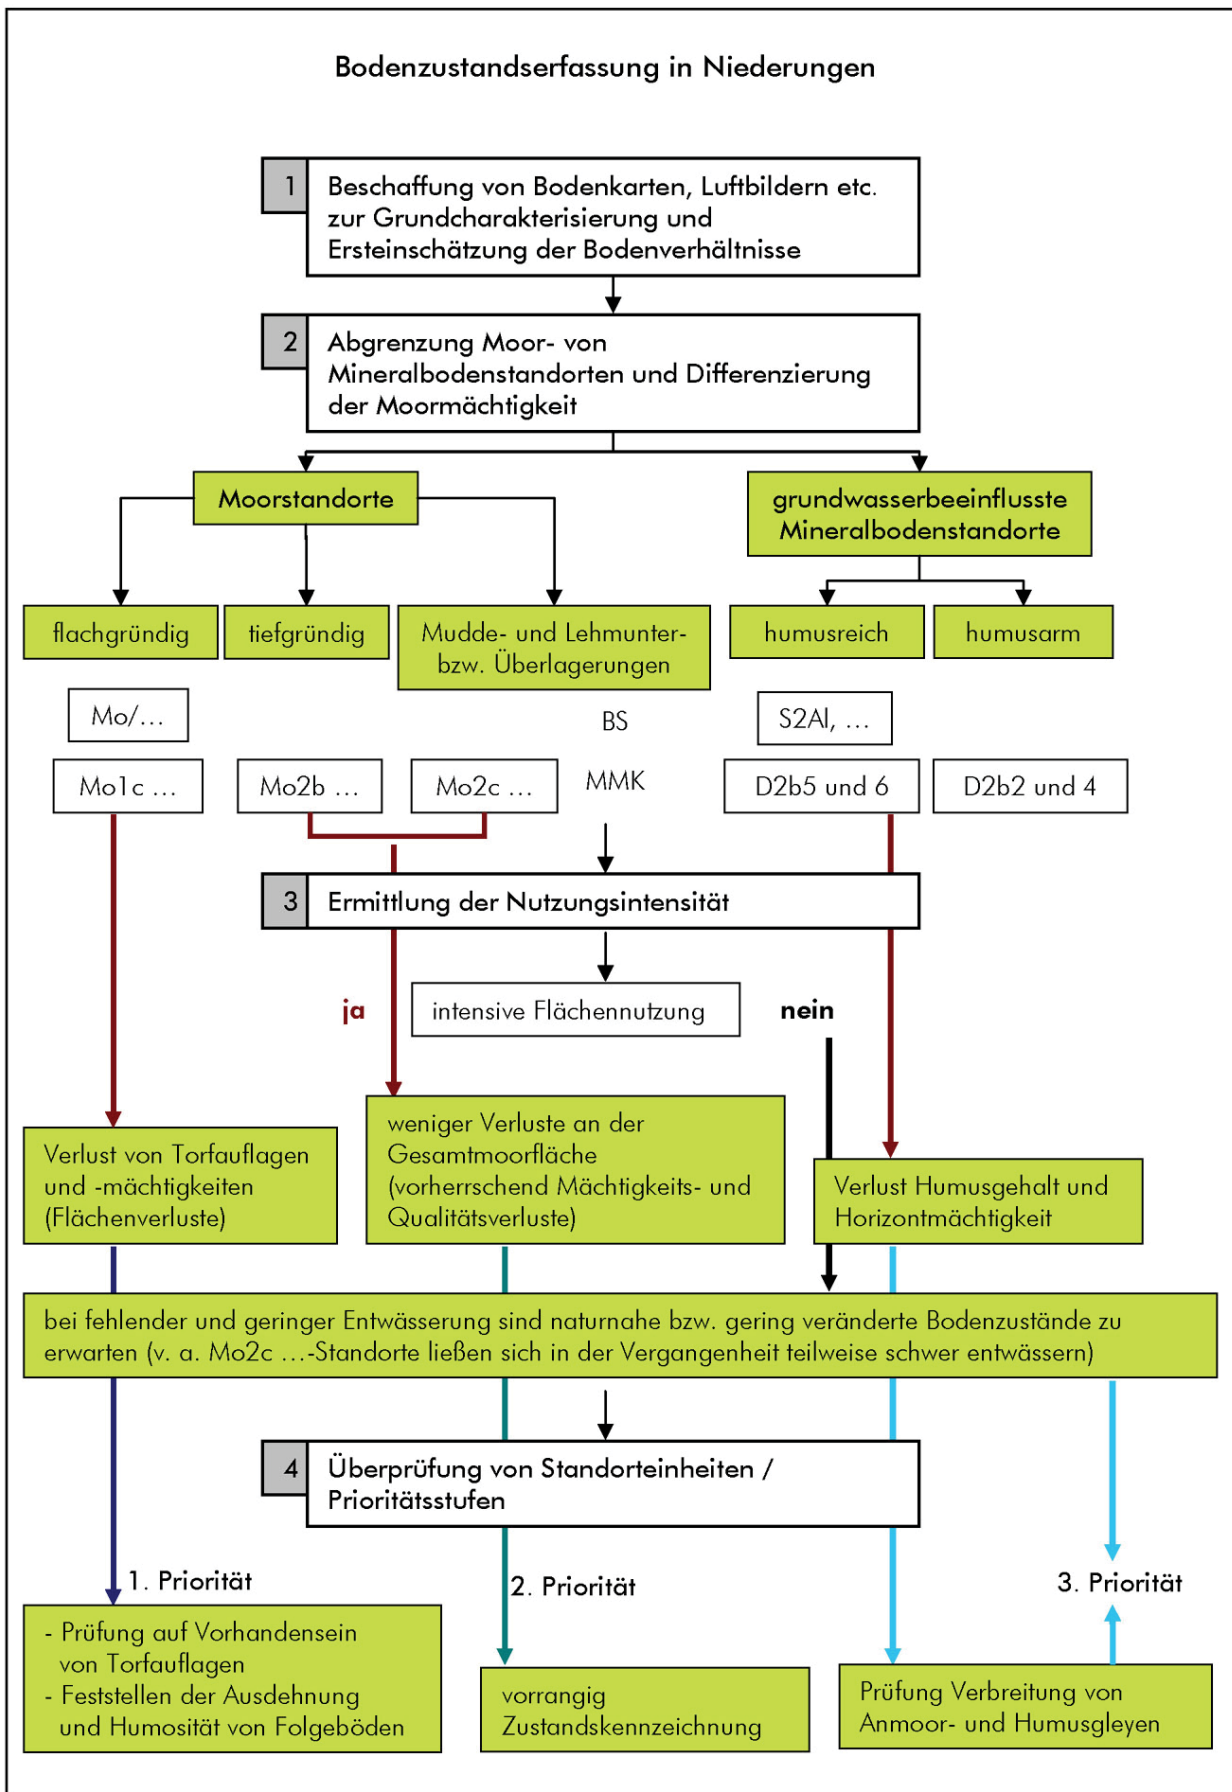 Bodenzustandserfassung in Niederungen
1
Beschaffung von Bodenkarten, Luftbildern etc.
zur Grundcharakterisierung und
Ersteinschätzung der Bodenverhältnisse
2
Abgrenzung Moor- von
Mineralbodenstandorten und Differenzierung
der Moormächtigkeit
Moorstandorte
grundwasserbeeinflusste
Mineralbodenstandorte
flachgründig
tiefgründig
Mudde- und Lehmunter-
bzw. Überlagerungen
humusreich
humusarm
Mo/...
BS
S2Al, ...
Mo1c ...
Mo2b ...
Mo2c ...
MMK
D2b5 und 6
D2b2 und 4
3
Ermittlung der Nutzungsintensität
ja
intensive Flächennutzung
nein
Verlust von Torfauflagen
und -mächtigkeiten
(Flächenverluste)
weniger Verluste an der
Gesamtmoorfläche
(vorherrschend Mächtigkeits- und
Qualitätsverluste)
Verlust Humusgehalt und
Horizontmächtigkeit
bei fehlender und geringer Entwässerung sind naturnahe bzw. gering veränderte Bodenzustände zu
erwarten (v. a. Mo2c ...-Standorte ließen sich in der Vergangenheit teilweise schwer entwässern)
4
Überprüfung von Standorteinheiten /
Prioritätsstufen
1. Priorität
2. Priorität
3. Priorität
- Prüfung auf Vorhandensein
von Torfauflagen
- Feststellen der Ausdehnung
und Humosität von Folgeböden
vorrangig
Zustandskennzeichnung
Prüfung Verbreitung von
Anmoor- und Humusgleyen